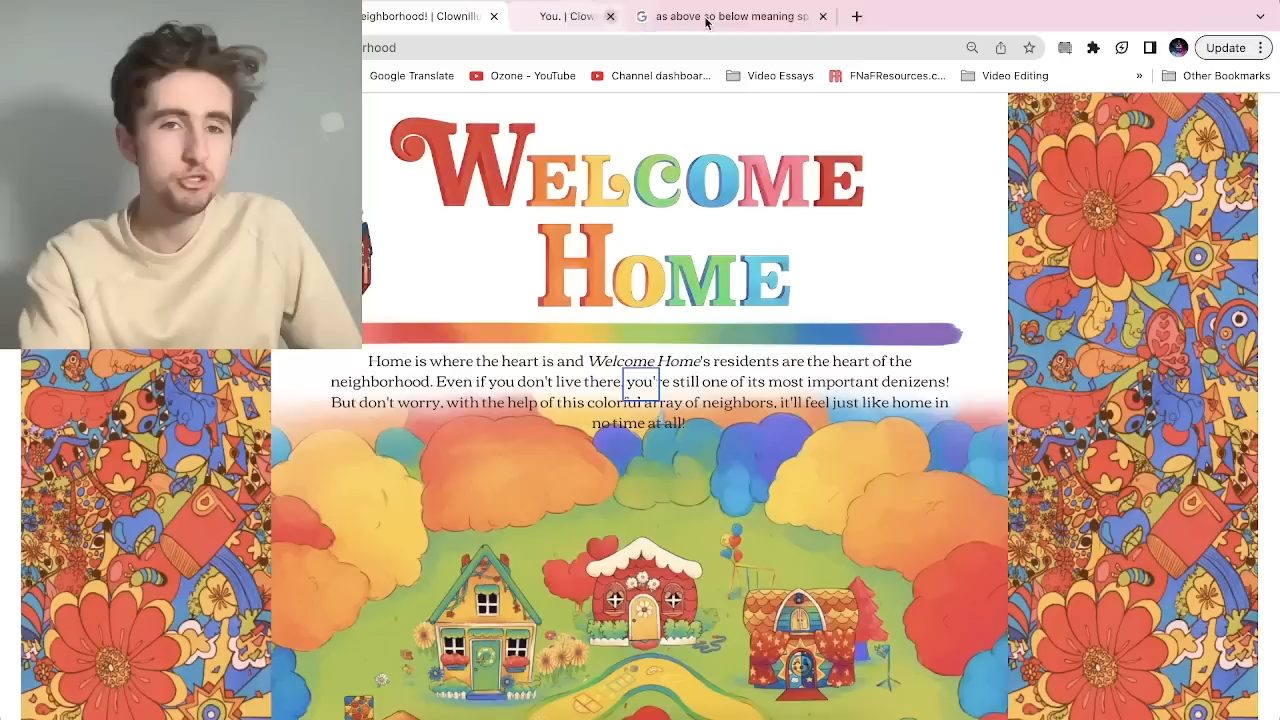 eighborhood! | ClownIllu
You. | Clow
as above so below meaning sp
rhood
Update
Google Translate
Ozone - YouTube
Channel dashboar...
Video Essays
FNaFResources.c...
Video Editing
»
Other Bookmarks
WELCOME
HOME
Home is where the heart is and Welcome Home's residents are the heart of the
neighborhood. Even if you don't live there you're still one of its most important denizens!
But don't worry, with the help of this colorful array of neighbors, it'll feel just like home in
no time at all!